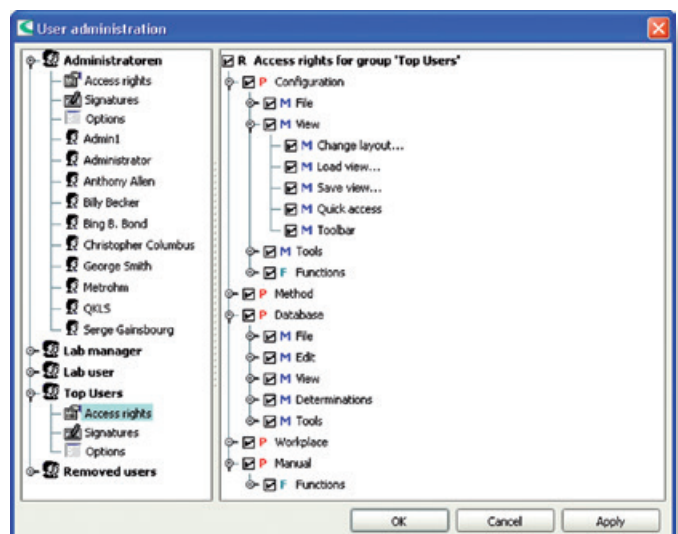 User administration
Administratoren
Access rights
Signatures
Options
Admin1
Administrator
Anthony Allen
Billy Becker
Bing B. Bond
Christopher Columbus
George Smith
Metrohm
QKLS
Serge Gainsbourg
Lab manager
Lab user
Top Users
Access rights
Signatures
Options
Removed users
R Access rights for group 'Top Users'
P Configuration
M File
M View
M Change layout...
M Load view...
M Save view...
M Quick access
M Toolbar
M Tools
F Functions
P Method
P Database
M File
M Edit
M View
M Determinations
M Tools
P Workplace
P Manual
F Functions
OK Cancel Apply